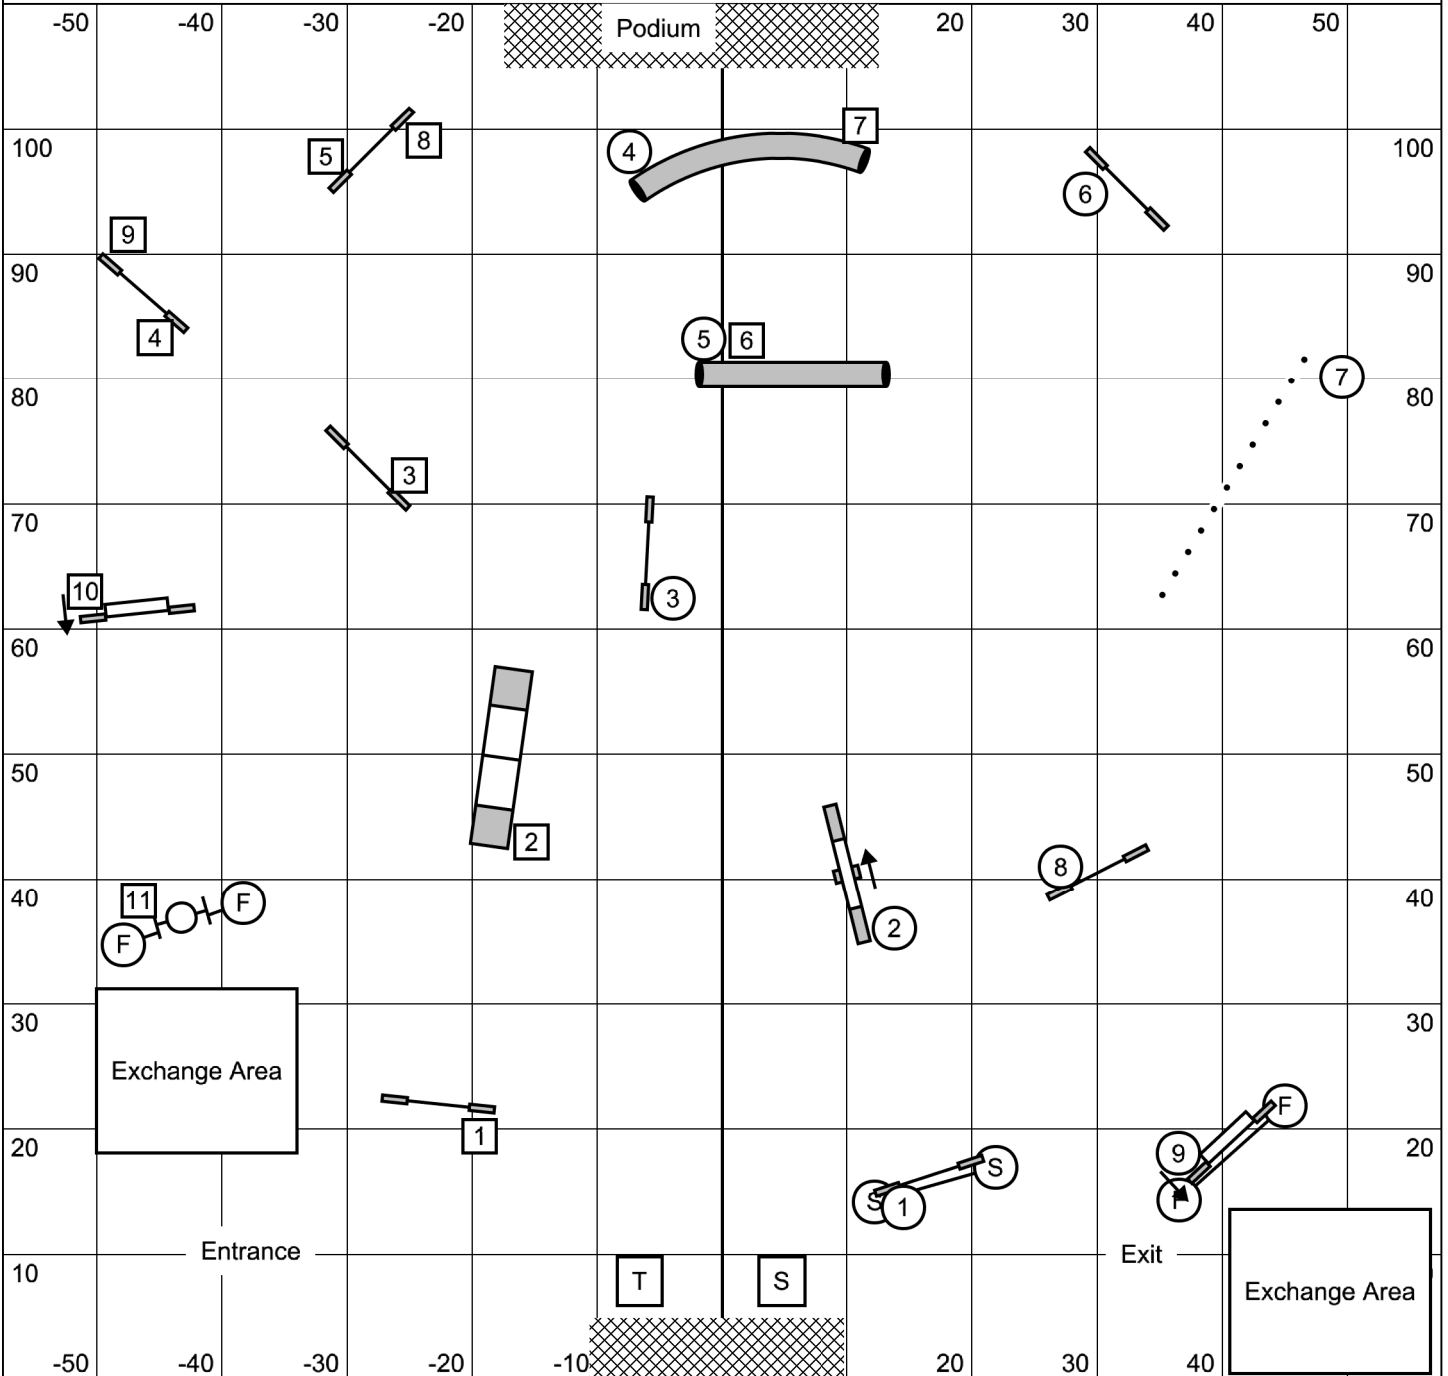 -50 -40 -30 -20 Podium 20 30 40 50
100 5 8 4 7 6 100
9
90 4 5 6 90
80 7 80
3
70 70
10 3
60 60
50 50
2 8
40 11 F 2 40
F
30 30
Exchange Area
1 F
20 9 20
S S 1 F
Entrance Exit
10 T S Exchange Area
-50 -40 -30 -20 -10 20 30 40